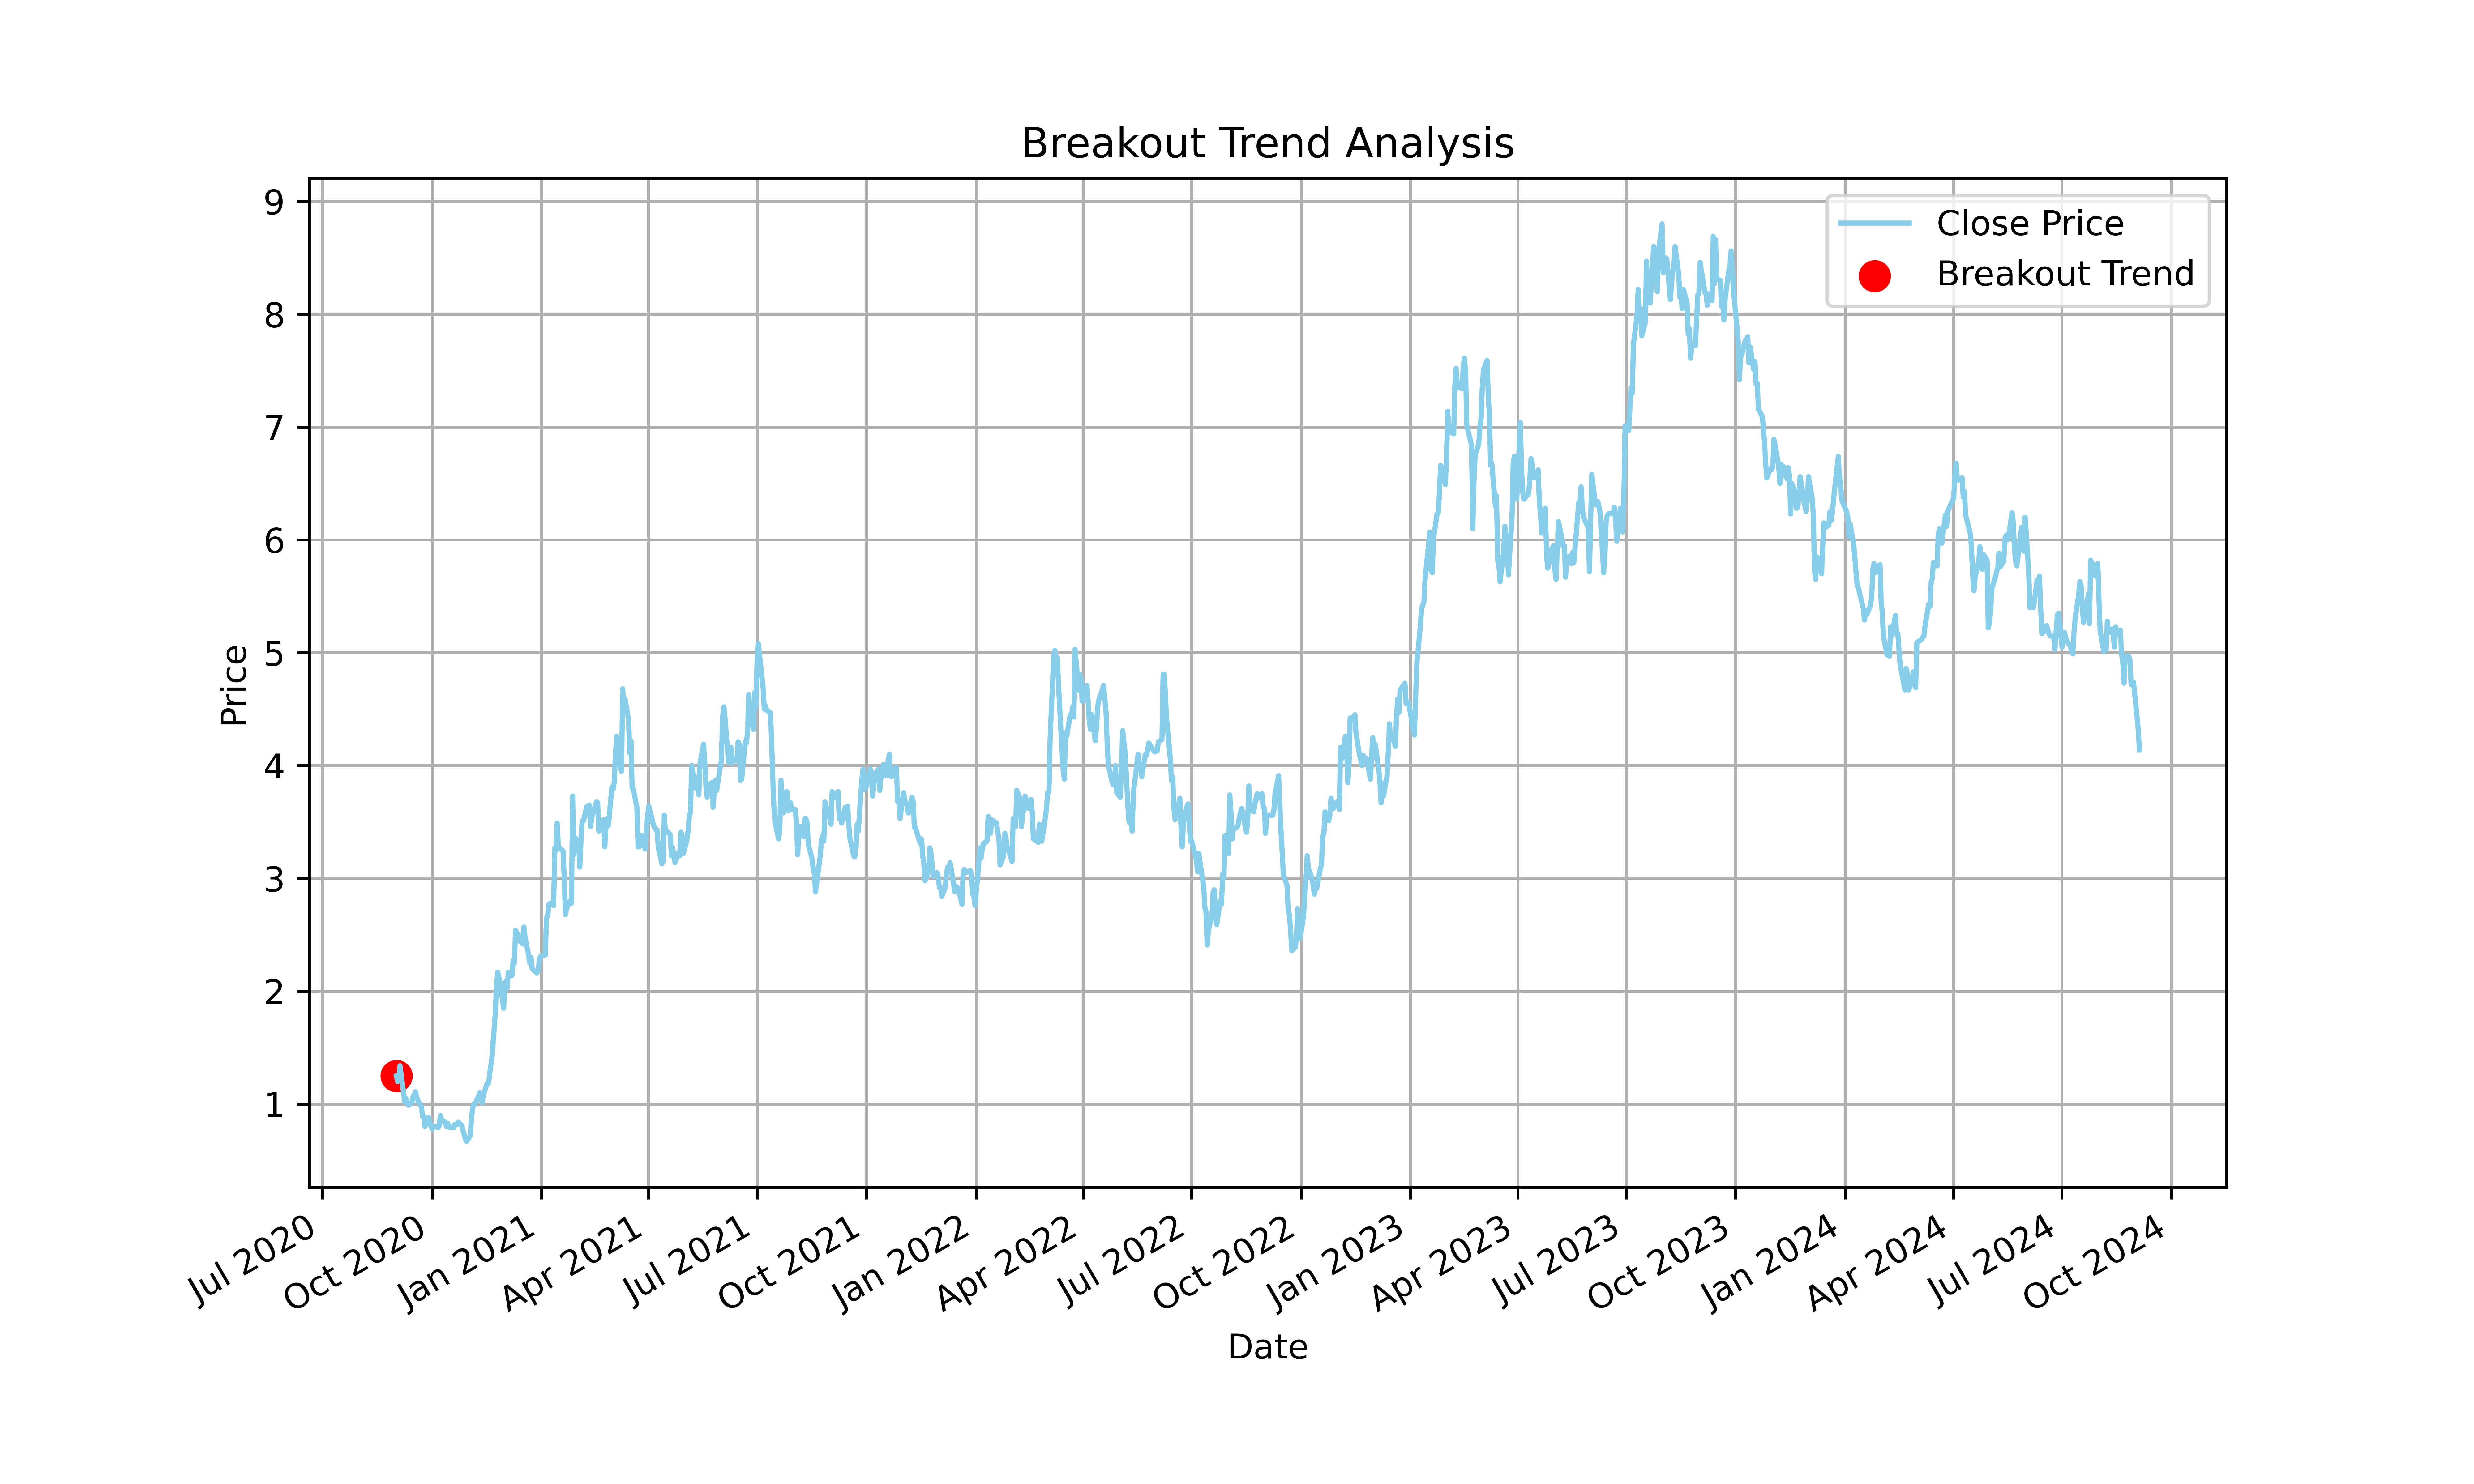 Breakout Trend Analysis
Close Price
Breakout Trend
Price
9
8
7
6
5
4
3
2
1
Jul 2020
Oct 2020
Jan 2021
Apr 2021
Jul 2021
Oct 2021
Jan 2022
Apr 2022
Jul 2022
Oct 2022
Jan 2023
Apr 2023
Jul 2023
Oct 2023
Jan 2024
Apr 2024
Jul 2024
Oct 2024
Date